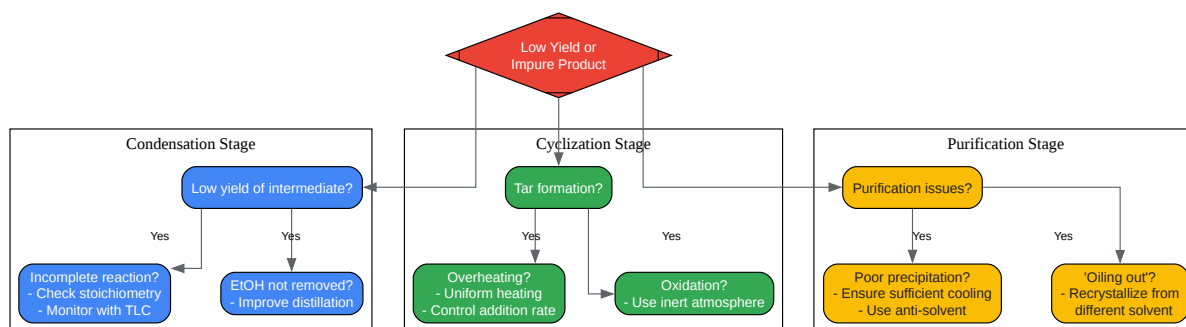 Low Yield or
Impure Product
Condensation Stage
Cyclization Stage
Purification Stage
Low yield of intermediate?
Tar formation?
Purification issues?
Yes
Yes
Yes
Yes
Yes
Yes
Incomplete reaction?
- Check stoichiometry
- Monitor with TLC
EtOH not removed?
- Improve distillation
Overheating?
- Uniform heating
- Control addition rate
Oxidation?
- Use inert atmosphere
Poor precipitation?
- Ensure sufficient cooling
- Use anti-solvent
'Oiling out'?
- Recrystallize from
different solvent